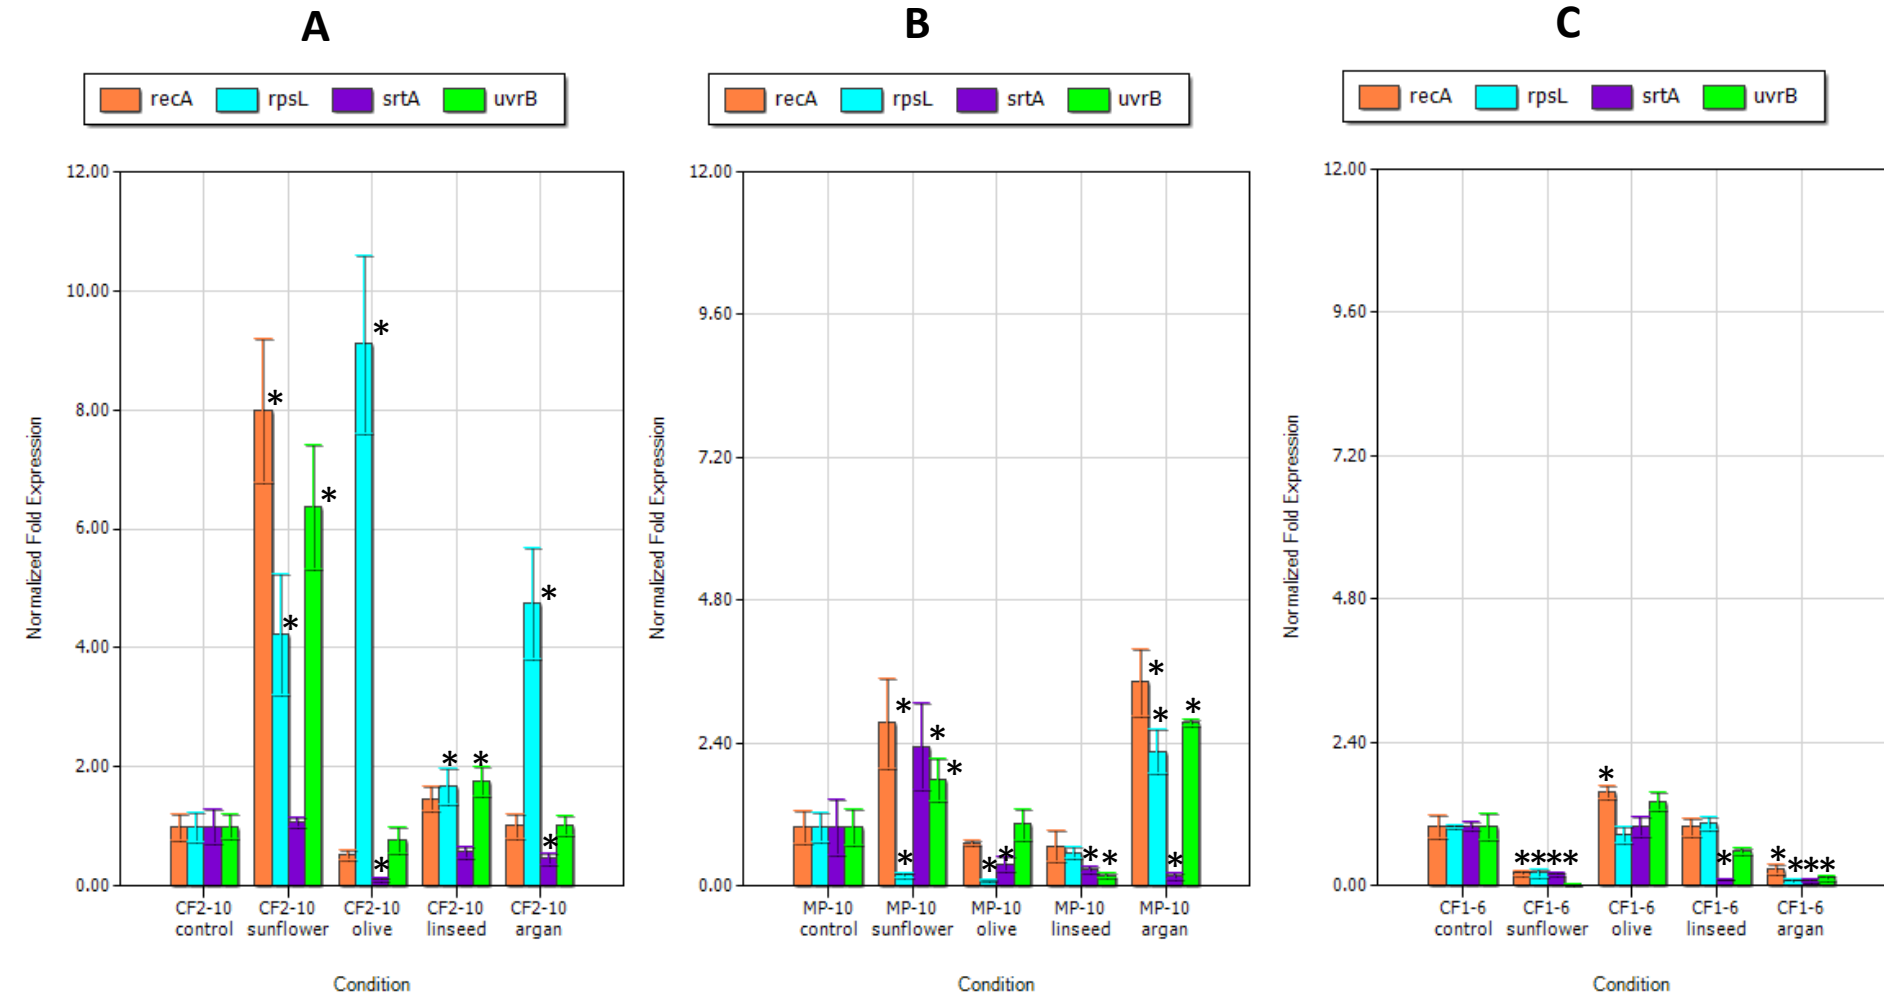 A
recA rpsL srtA uvrB
12.00
10.00
8.00
6.00
4.00
2.00
0.00
Normalized Fold Expression
* * * * * * * * * *
CF2-10 control
CF2-10 sunflower
CF2-10 olive
CF2-10 linseed
CF2-10 argan
Condition
B
recA rpsL srtA uvrB
12.00
9.60
7.20
4.80
2.40
0.00
Normalized Fold Expression
* * * * * * * * * * * *
MP-10 control
MP-10 sunflower
MP-10 olive
MP-10 linseed
MP-10 argan
Condition
C
recA rpsL srtA uvrB
12.00
9.60
7.20
4.80
2.40
0.00
Normalized Fold Expression
**** * * * ***
CF1-6 control
CF1-6 sunflower
CF1-6 olive
CF1-6 linseed
CF1-6 argan
Condition